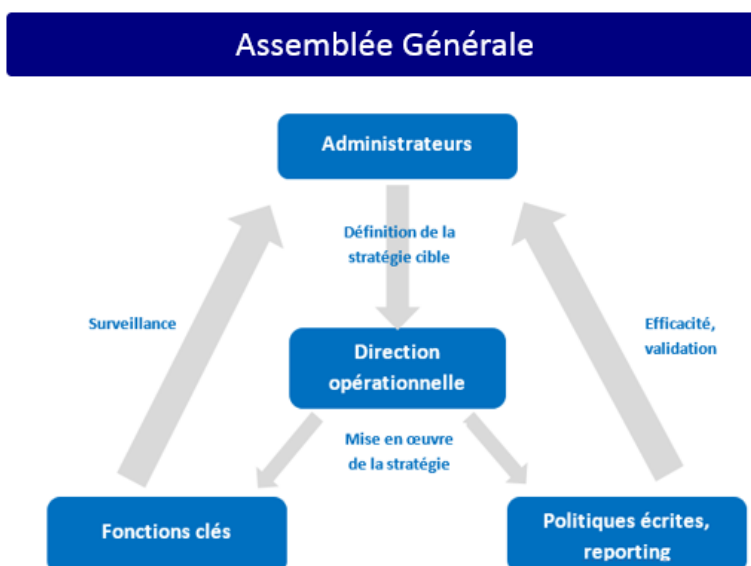 Assemblée Générale
Administrateurs
Définition de la
stratégie cible
Surveillance
Efficacité,
validation
Direction
opérationnelle
Mise en œuvre
de la stratégie
Fonctions clés
Politiques écrites,
reporting